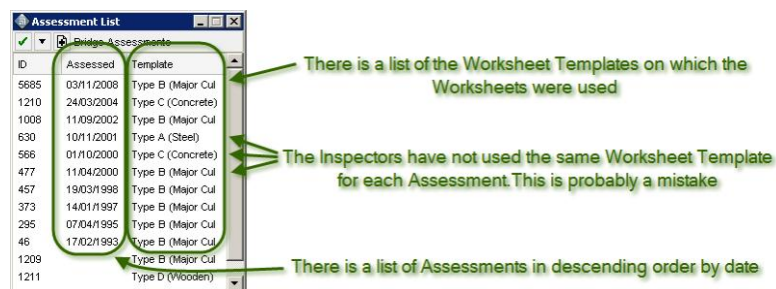 Assessment List
Bridge Assessments
ID Assessed Template
5685 03/11/2008 Type B (Major Cul
There is a list of the Worksheet Templates on which the
Worksheets were used
1210 24/03/2004 Type C (Concrete)
1008 11/09/2002 Type B (Major Cul
630 10/11/2001 Type A (Steel)
566 01/10/2000 Type C (Concrete)
477 11/04/2000 Type B (Major Cul
The Inspectors have not used the same Worksheet Template
for each Assessment.This is probably a mistake
457 19/03/1998 Type B (Major Cul
373 14/01/1997 Type B (Major Cul
295 07/04/1995 Type B (Major Cul
46 17/02/1993 Type B (Major Cul
1209 Type B (Major Cul
1211 Type D (Wooden)
There is a list of Assessments in descending order by date